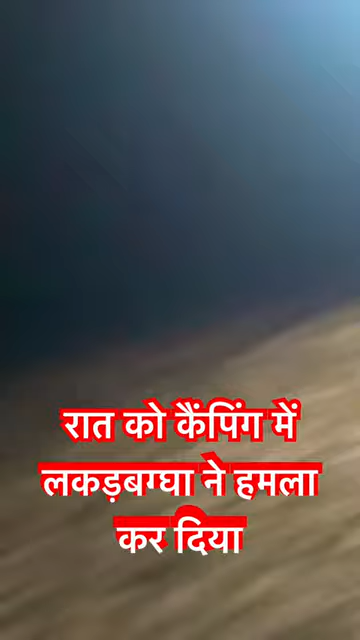 रात को कैंपिंग में
लकड़बग्घा ने हमला
कर दिया